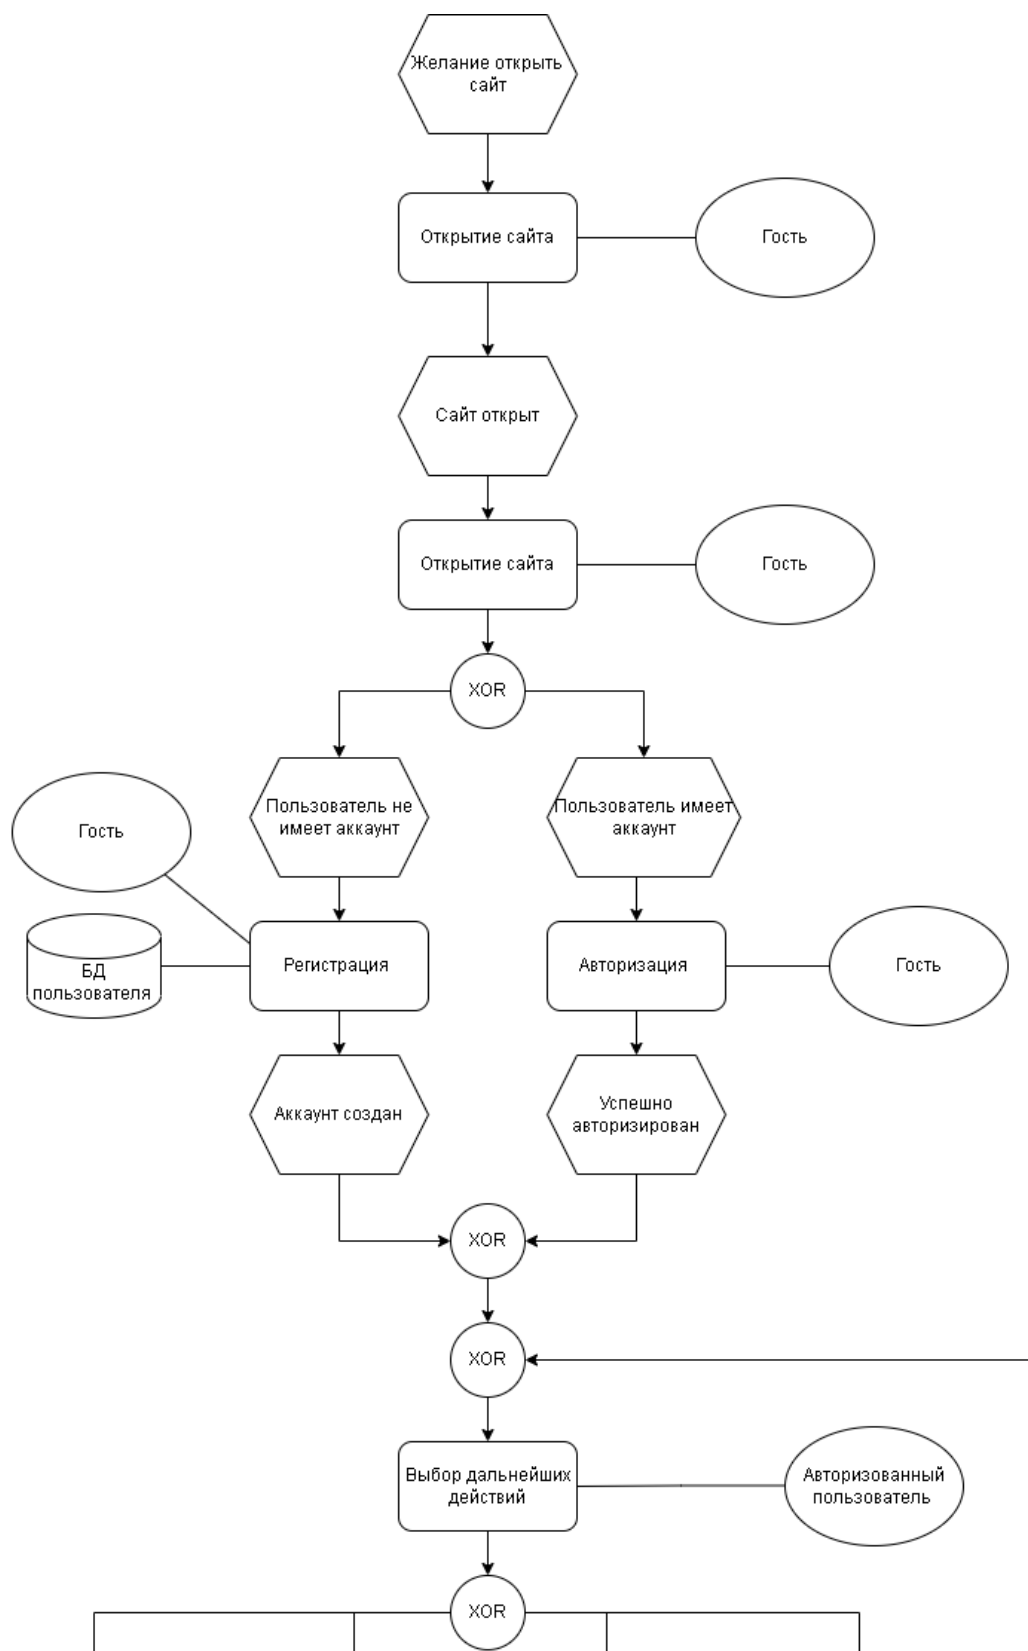 Желание открыть
сайт
Открытие сайта
Гость
Сайт открыт
Открытие сайта
Гость
XOR
Пользователь не
имеет аккаунт
Пользователь имеет
аккаунт
Гость
БД
пользователя
Регистрация
Авторизация
Гость
Аккаунт создан
Успешно
авторизирован
XOR
XOR
Выбор дальнейших
действий
Авторизованный
пользователь
XOR